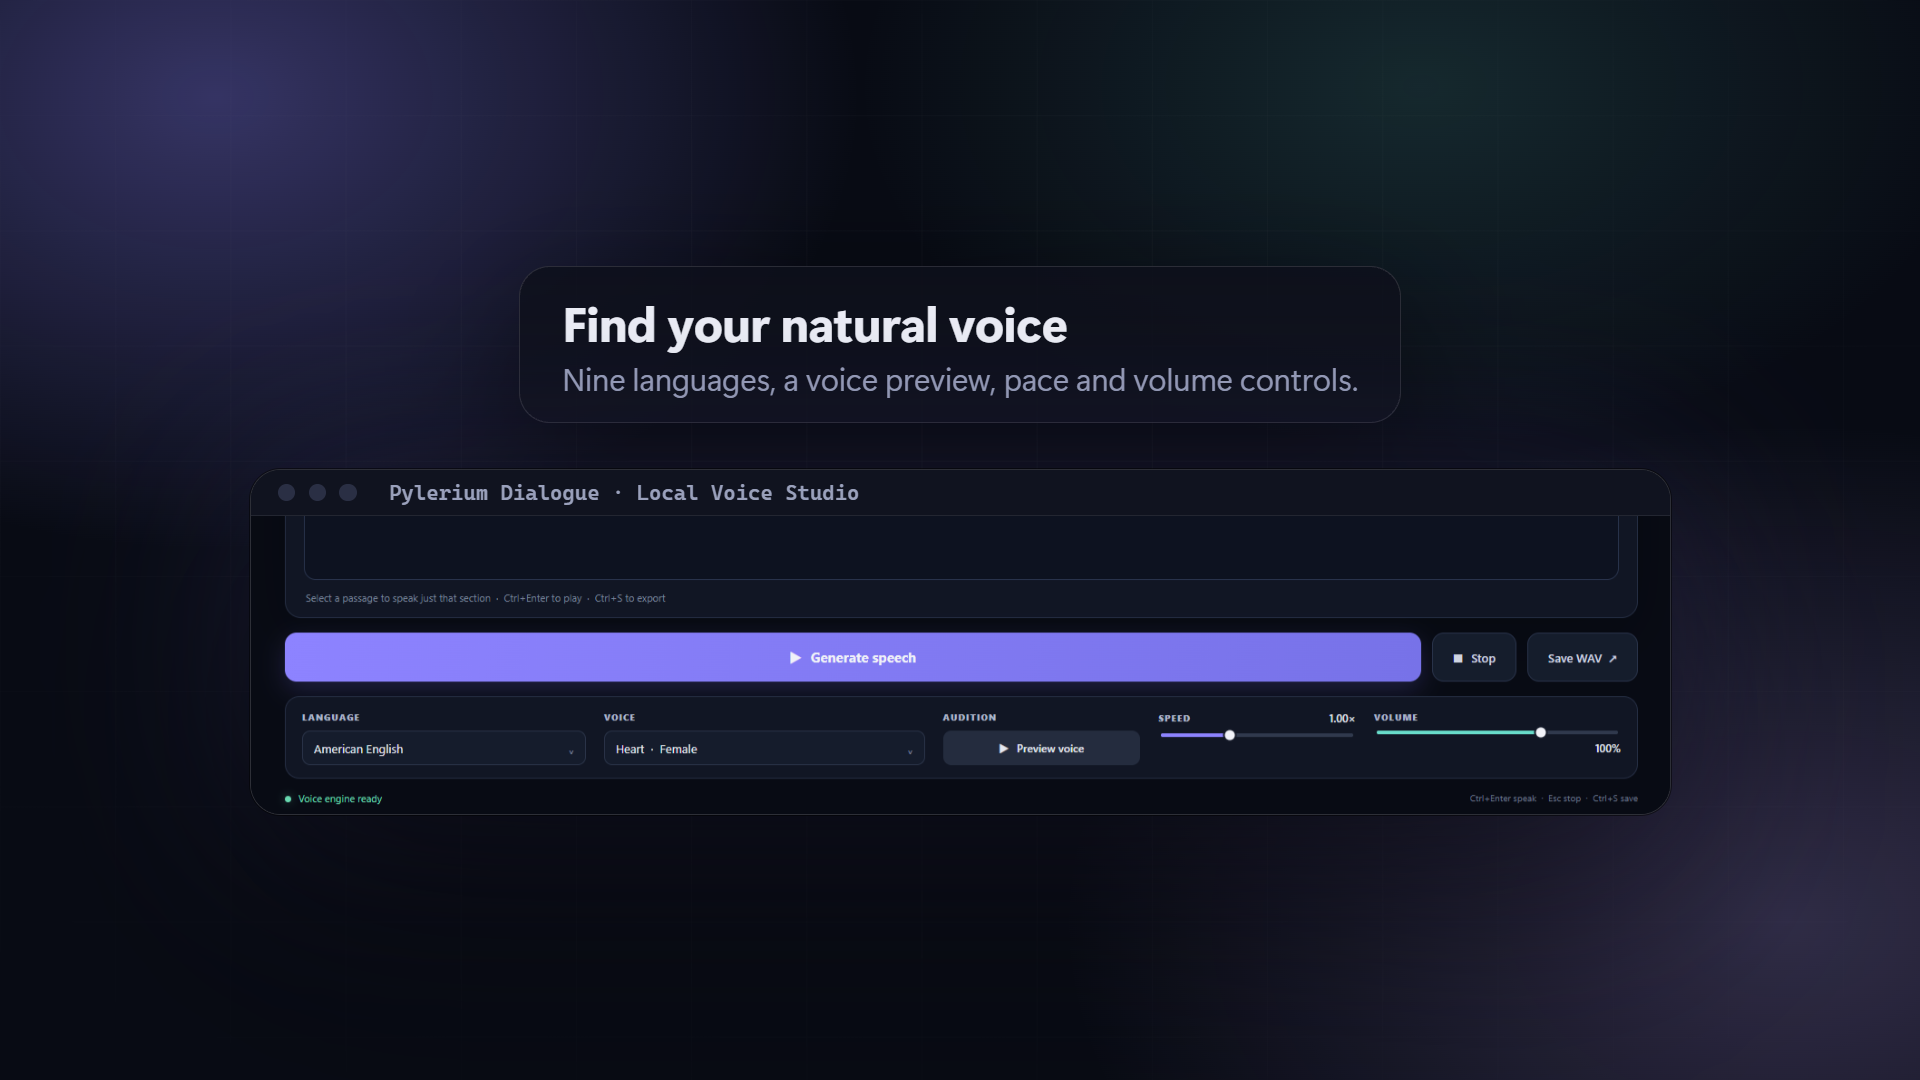 Find your natural voice
Nine languages, a voice preview, pace and volume controls.
Pylerium Dialogue · Local Voice Studio
Select a passage to speak just that section · Ctrl+Enter to play · Ctrl+S to export
▶ Generate speech
■ Stop
Save WAV ↗
LANGUAGE
American English
VOICE
Heart · Female
AUDITION
▶ Preview voice
SPEED
1.00×
VOLUME
100%
Voice engine ready
Ctrl+Enter speak · Esc stop · Ctrl+S save